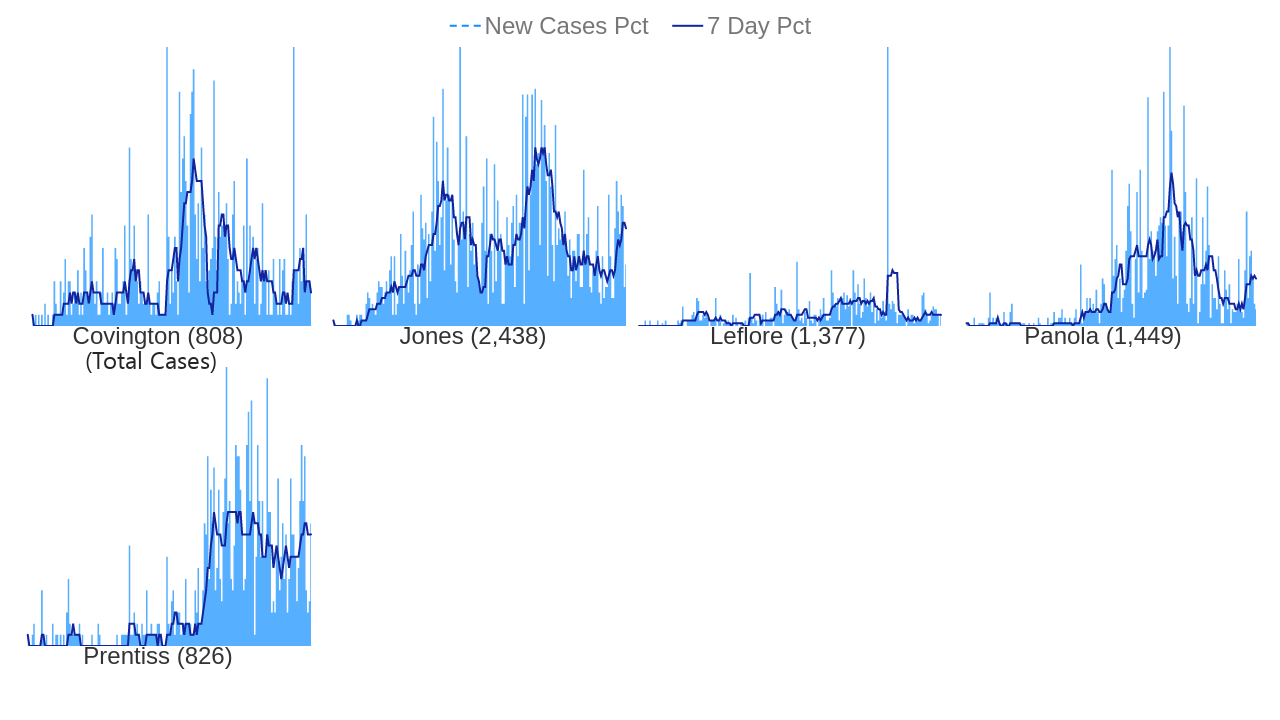 New Cases Pct 7 Day Pct
Covington (808)
(Total Cases)
Jones (2,438)
Leflore (1,377)
Panola (1,449)
Prentiss (826)